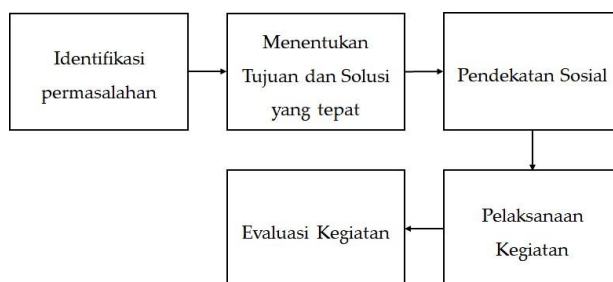 Identifikasi
permasalahan
Menentukan
Tujuan dan Solusi
yang tepat
Pendekatan Sosial
Pelaksanaan
Kegiatan
Evaluasi Kegiatan